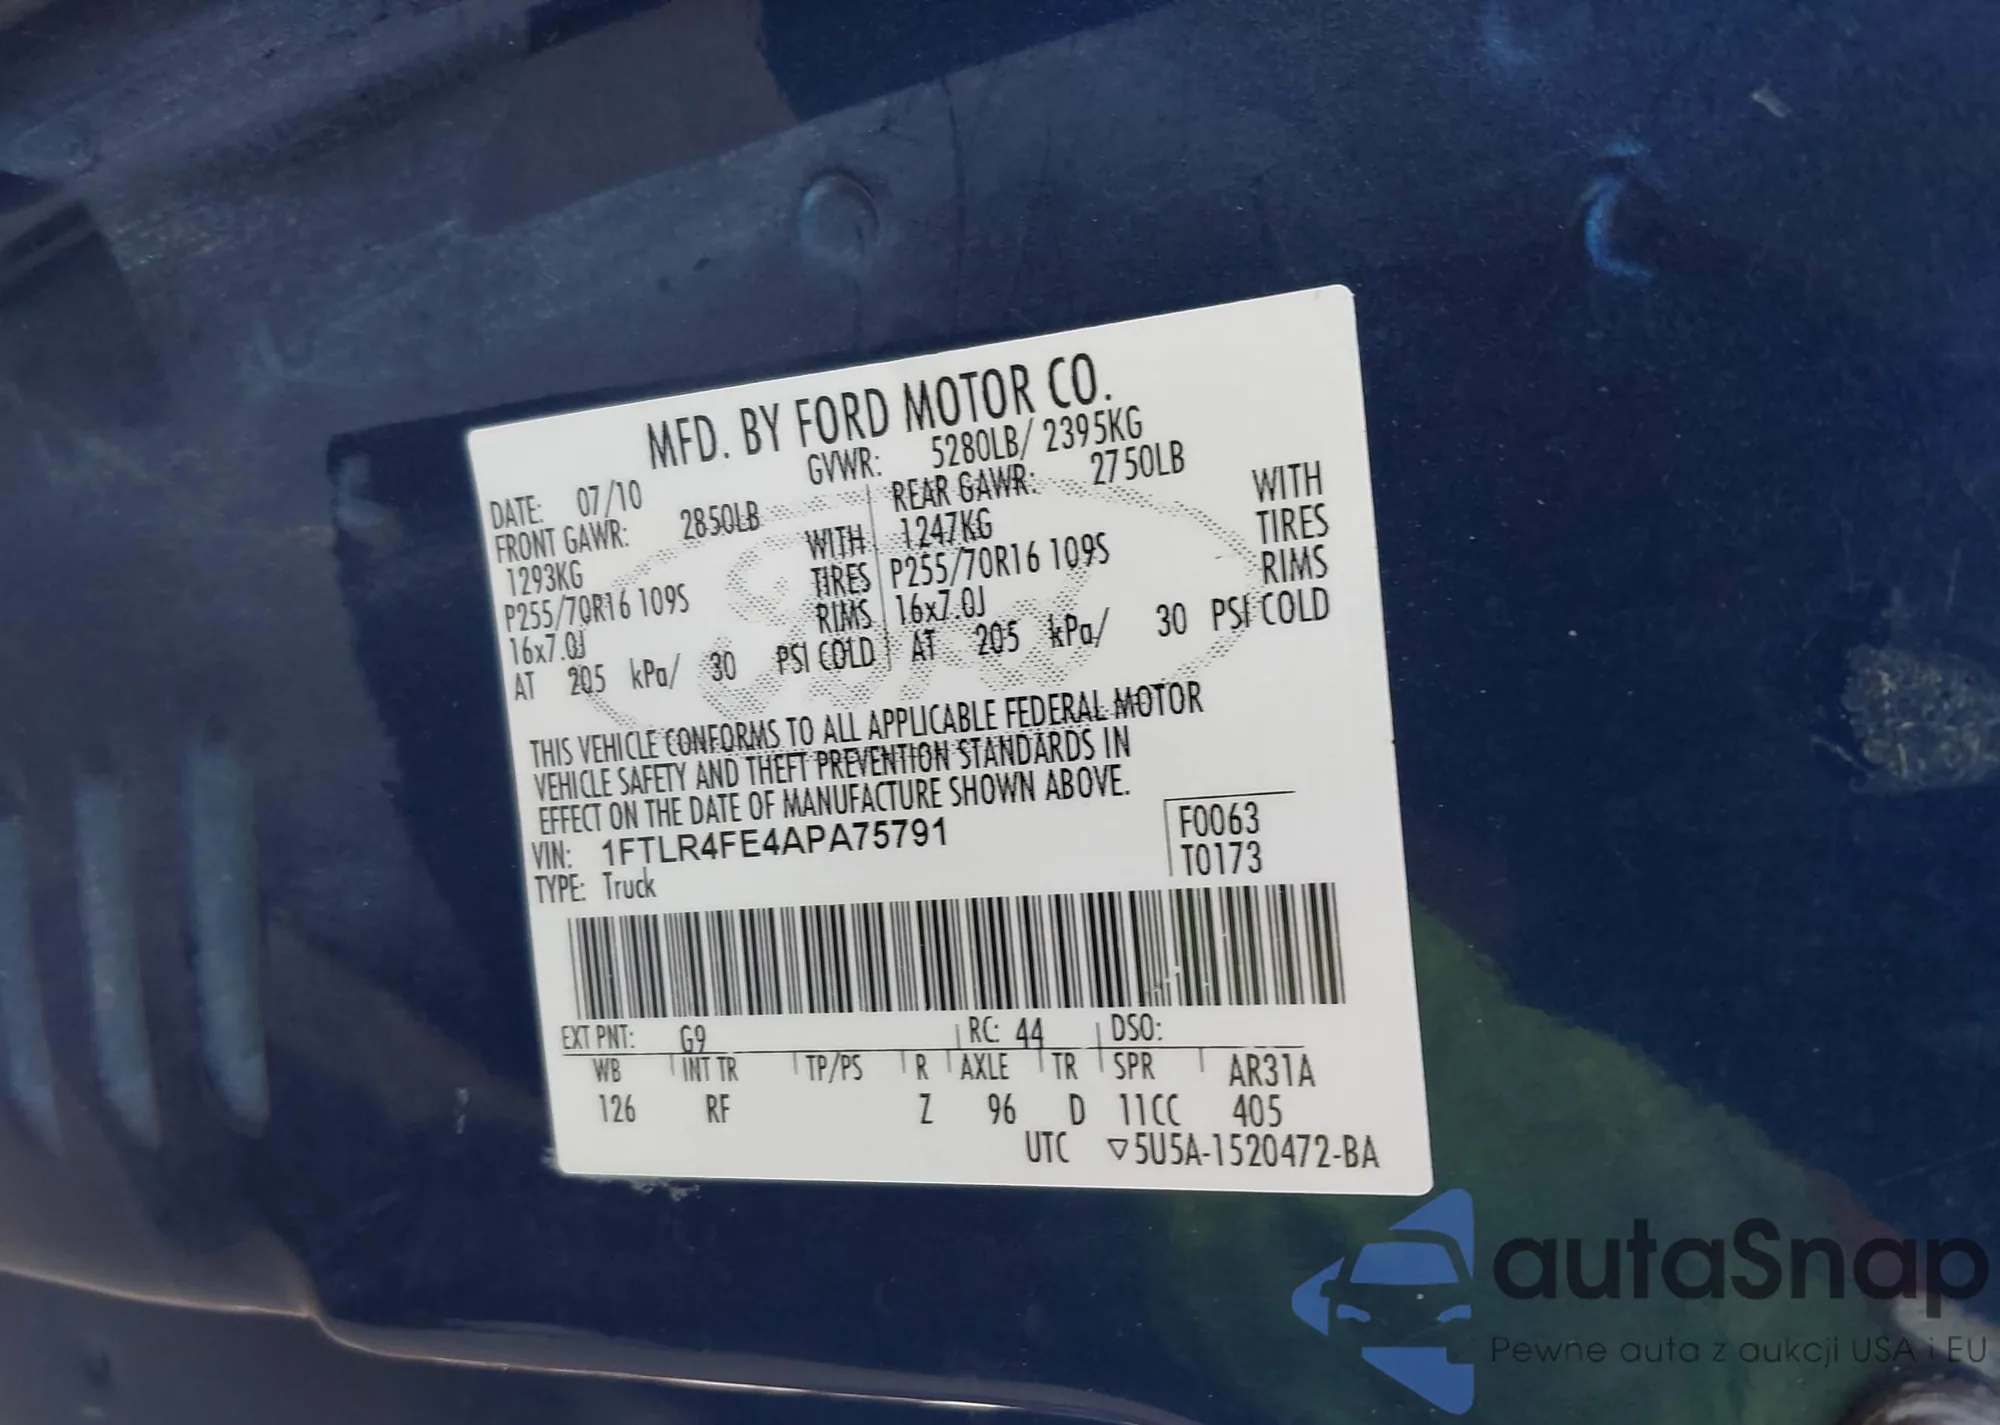 MFD. BY FORD MOTOR CO.
DATE: 07/10 GVWR: 5280LB/ 2395KG
FRONT GAWR: 2850LB REAR GAWR: 2750LB
1293KG WITH 1247KG WITH
P255/70R16 109S TIRES P255/70R16 109S TIRES
16x7.0J RIMS 16x7.0J RIMS
AT 205 kPa/ 30 PSI COLD AT 205 kPa/ 30 PSI COLD
THIS VEHICLE CONFORMS TO ALL APPLICABLE FEDERAL MOTOR
VEHICLE SAFETY AND THEFT PREVENTION STANDARDS IN
EFFECT ON THE DATE OF MANUFACTURE SHOWN ABOVE.
VIN: 1FTLR4FE4APA75791 F0063
TYPE: Truck T0173
EXT PNT: G9 RC: 44 DSO:
WB INT TR TP/PS R AXLE TR SPR AR31A
126 RF Z 96 D 11CC 405
UTC ▽5U5A-1520472-BA
autaSnap
Pewne auta z aukcji USA i EU